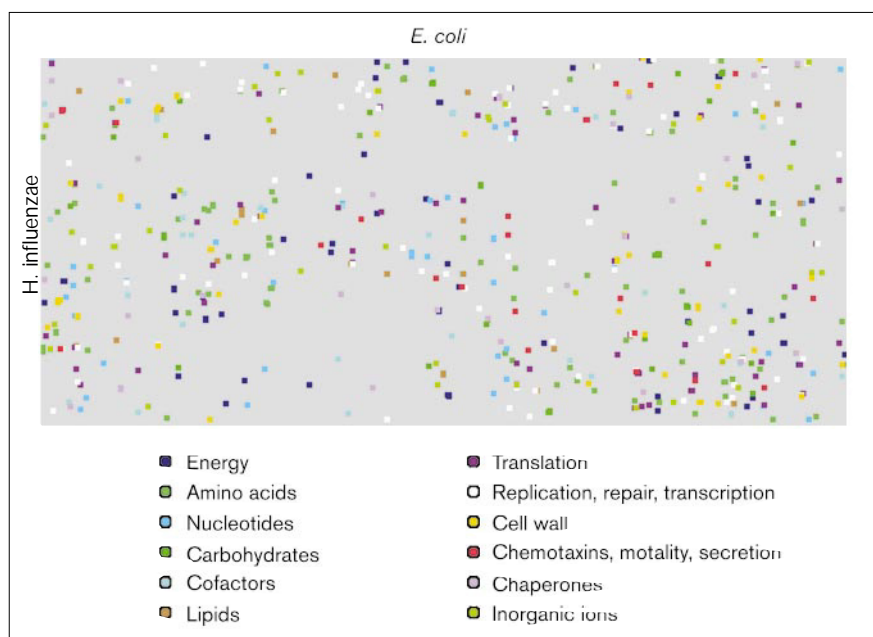 E. coli
H. influenzae
Energy
Amino acids
Nucleotides
Carbohydrates
Cofactors
Lipids
Translation
Replication, repair, transcription
Cell wall
Chemotaxins, motality, secretion
Chaperones
Inorganic ions